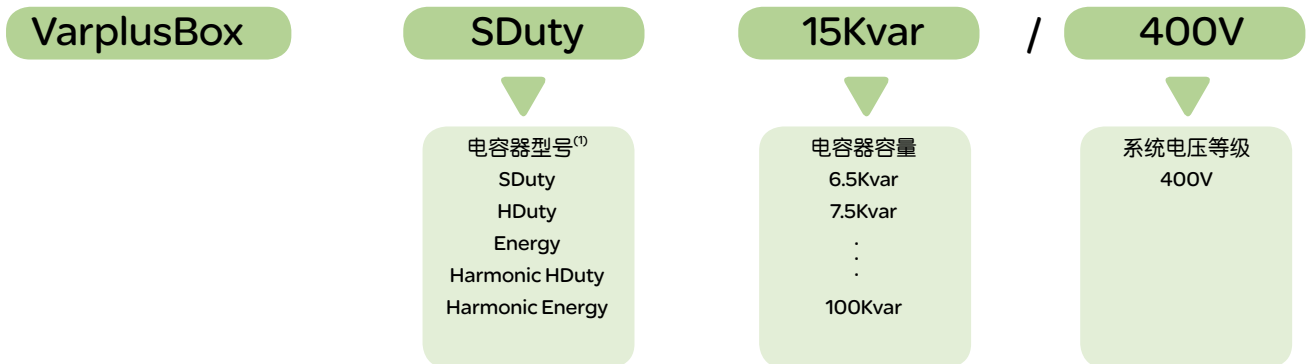 VarplusBox SDuty 15Kvar / 400V
电容器型号(1)
SDuty
HDuty
Energy
Harmonic HDuty
Harmonic Energy
电容器容量
6.5Kvar
7.5Kvar
.
.
.
100Kvar
系统电压等级
400V